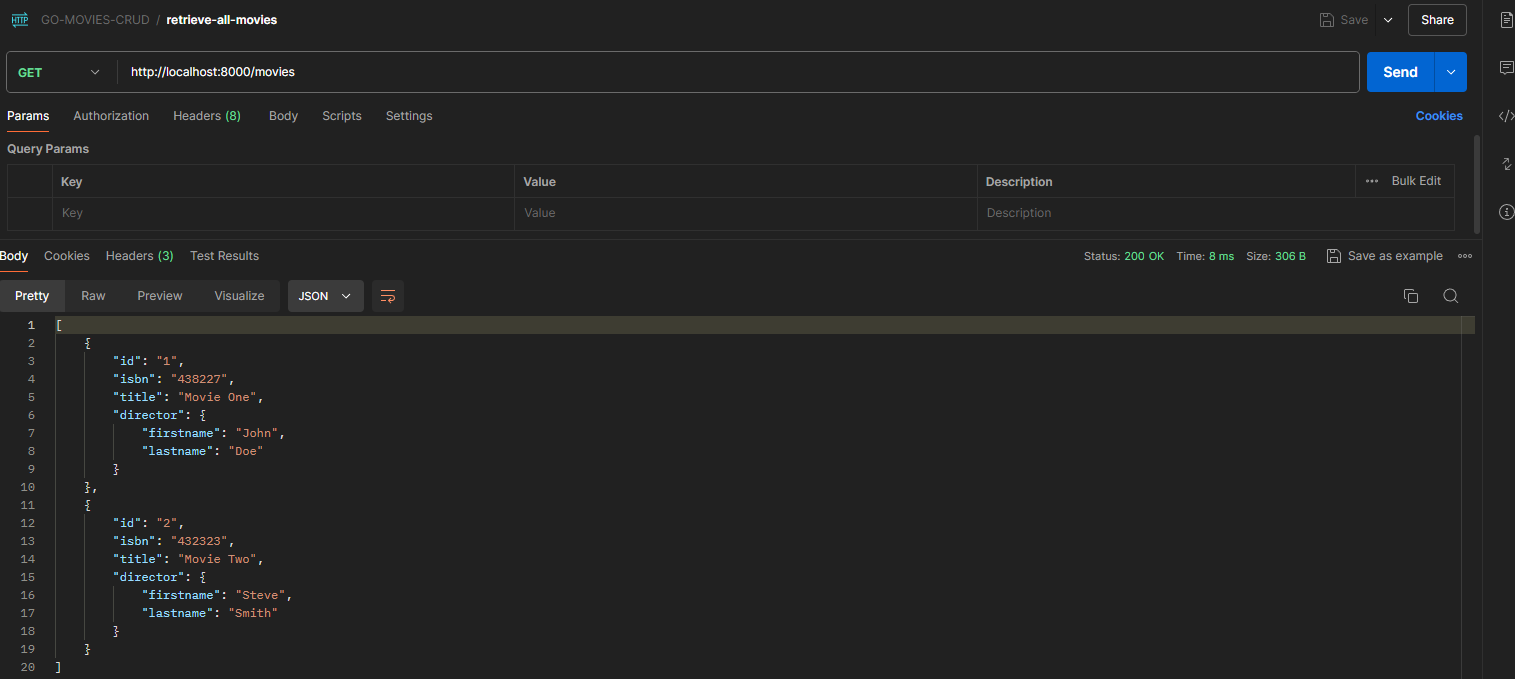 HTTP GO-MOVIES-CRUD / retrieve-all-movies Save Share
GET http://localhost:8000/movies Send
Params Authorization Headers (8) Body Scripts Settings Cookies
Query Params
Key Value Description ••• Bulk Edit
Key Value Description
Body Cookies Headers (3) Test Results Status: 200 OK Time: 8 ms Size: 306 B Save as example
Pretty Raw Preview Visualize JSON
1 [
2 {
3 "id": "1",
4 "isbn": "438227",
5 "title": "Movie One",
6 "director": {
7 "firstname": "John",
8 "lastname": "Doe"
9 }
10 },
11 {
12 "id": "2",
13 "isbn": "432323",
14 "title": "Movie Two",
15 "director": {
16 "firstname": "Steve",
17 "lastname": "Smith"
18 }
19 }
20 ]